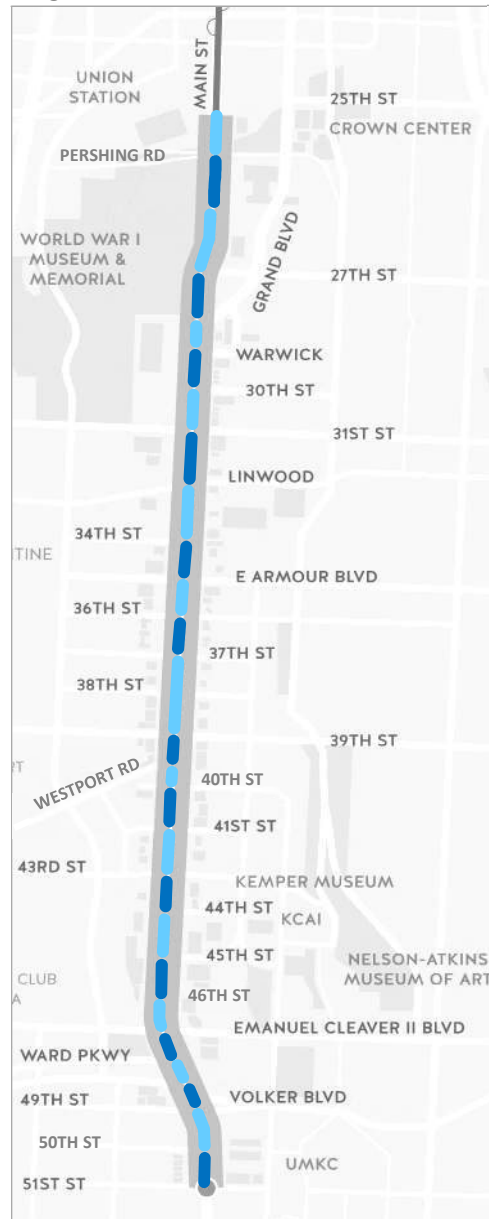 MAIN ST
UNION
STATION
25TH ST
CROWN CENTER
PERSHING RD
WORLD WAR I
MUSEUM &
MEMORIAL
GRAND BLVD
27TH ST
WARWICK
30TH ST
31ST ST
LINWOOD
34TH ST
TINE
E ARMOUR BLVD
36TH ST
37TH ST
38TH ST
39TH ST
WESTPORT RD
40TH ST
41ST ST
43RD ST
KEMPER MUSEUM
44TH ST
KCAI
45TH ST
NELSON-ATKINS
MUSEUM OF ART
CLUB
A
46TH ST
EMANUEL CLEAVER II BLVD
WARD PKWY
49TH ST
VOLKER BLVD
50TH ST
UMKC
51ST ST